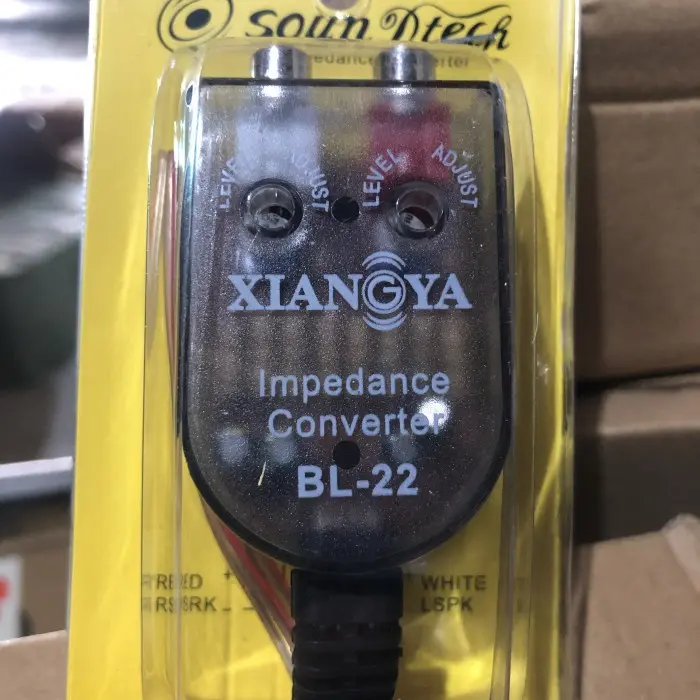 SounDtech
LEVEL ADJUST LEVEL ADJUST
XIANGYA
Impedance
Converter
BL-22
+ WHITE
- - LSPK